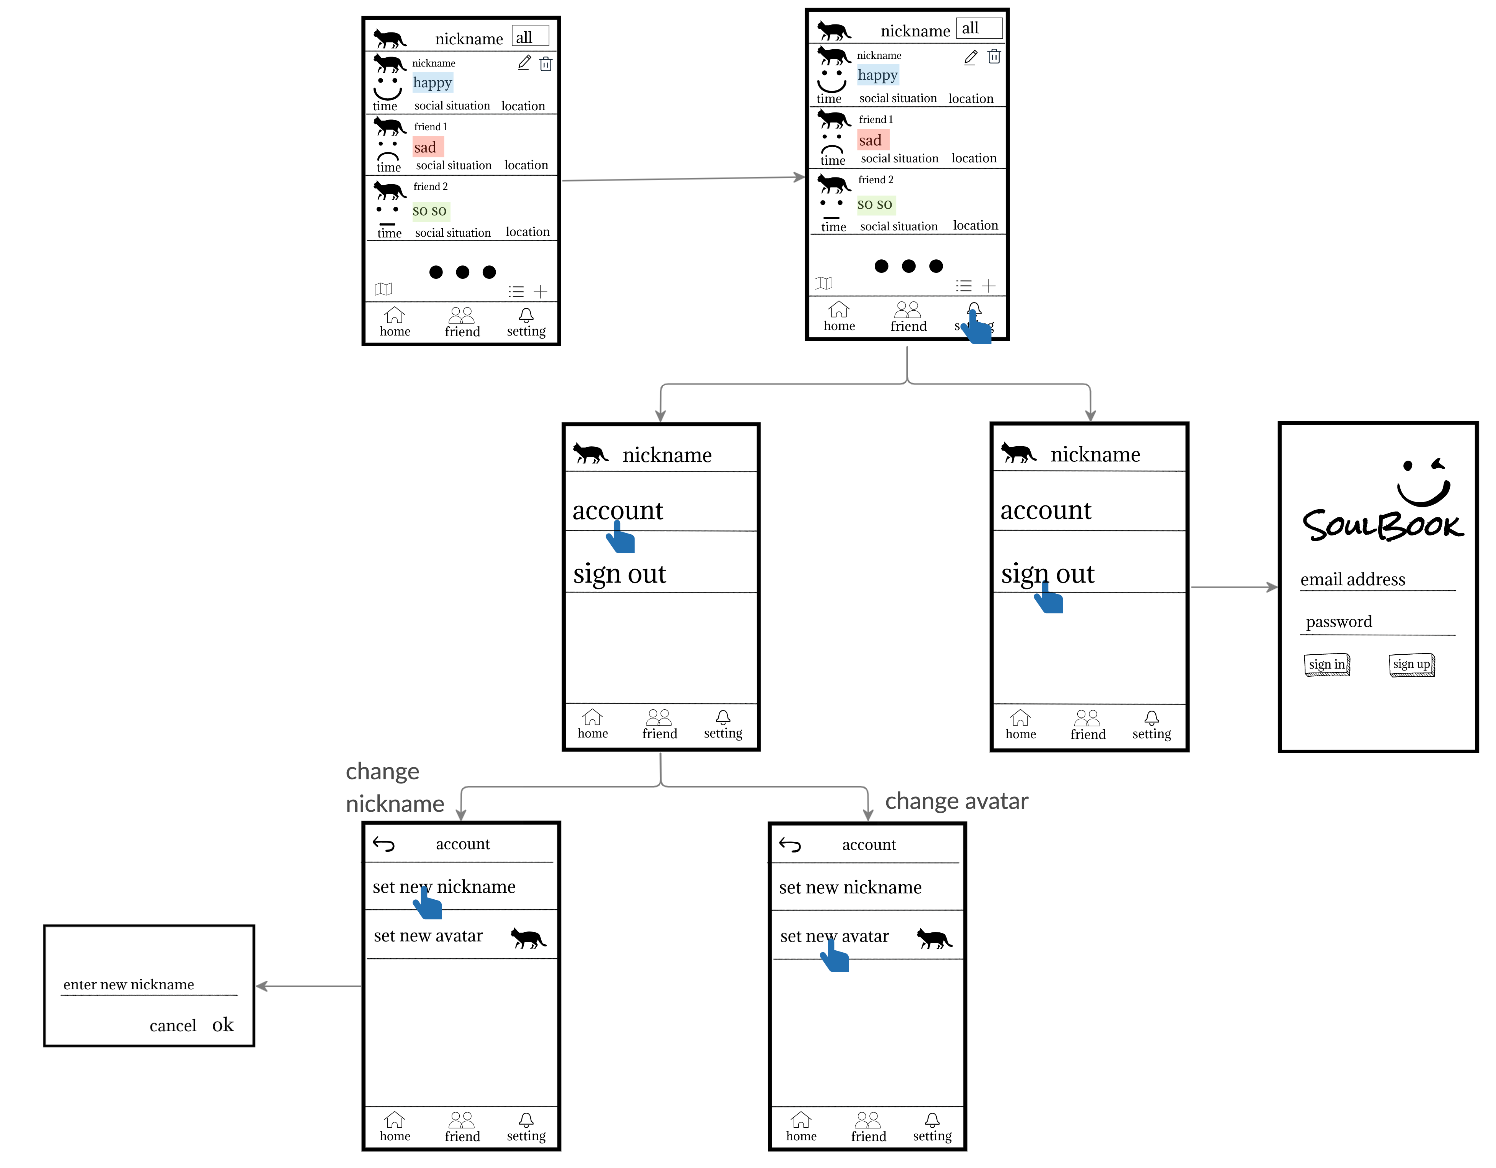 nickname all
nickname
happy
time social situation location
friend 1
sad
time social situation location
friend 2
so so
time social situation location
home friend setting
nickname all
nickname
happy
time social situation location
friend 1
sad
time social situation location
friend 2
so so
time social situation location
home friend setting
nickname
account
sign out
home friend setting
nickname
account
sign out
home friend setting
SOULBOOK
email address
password
sign in sign up
change
nickname
account
set new nickname
set new avatar
home friend setting
change avatar
account
set new nickname
set new avatar
home friend setting
enter new nickname
cancel ok